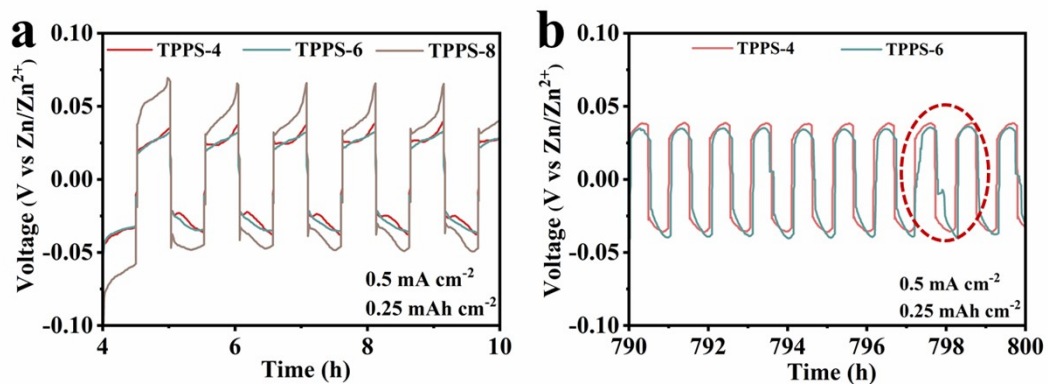 a
TPPS-4 TPPS-6 TPPS-8
Voltage (V vs Zn/Zn²⁺)
0.10
0.05
0.00
-0.05
-0.10
0.5 mA cm⁻²
0.25 mAh cm⁻²
4 6 8 10
Time (h)
b
TPPS-4 TPPS-6
Voltage (V vs Zn/Zn²⁺)
0.10
0.05
0.00
-0.05
-0.10
0.5 mA cm⁻²
0.25 mAh cm⁻²
790 792 794 796 798 800
Time (h)